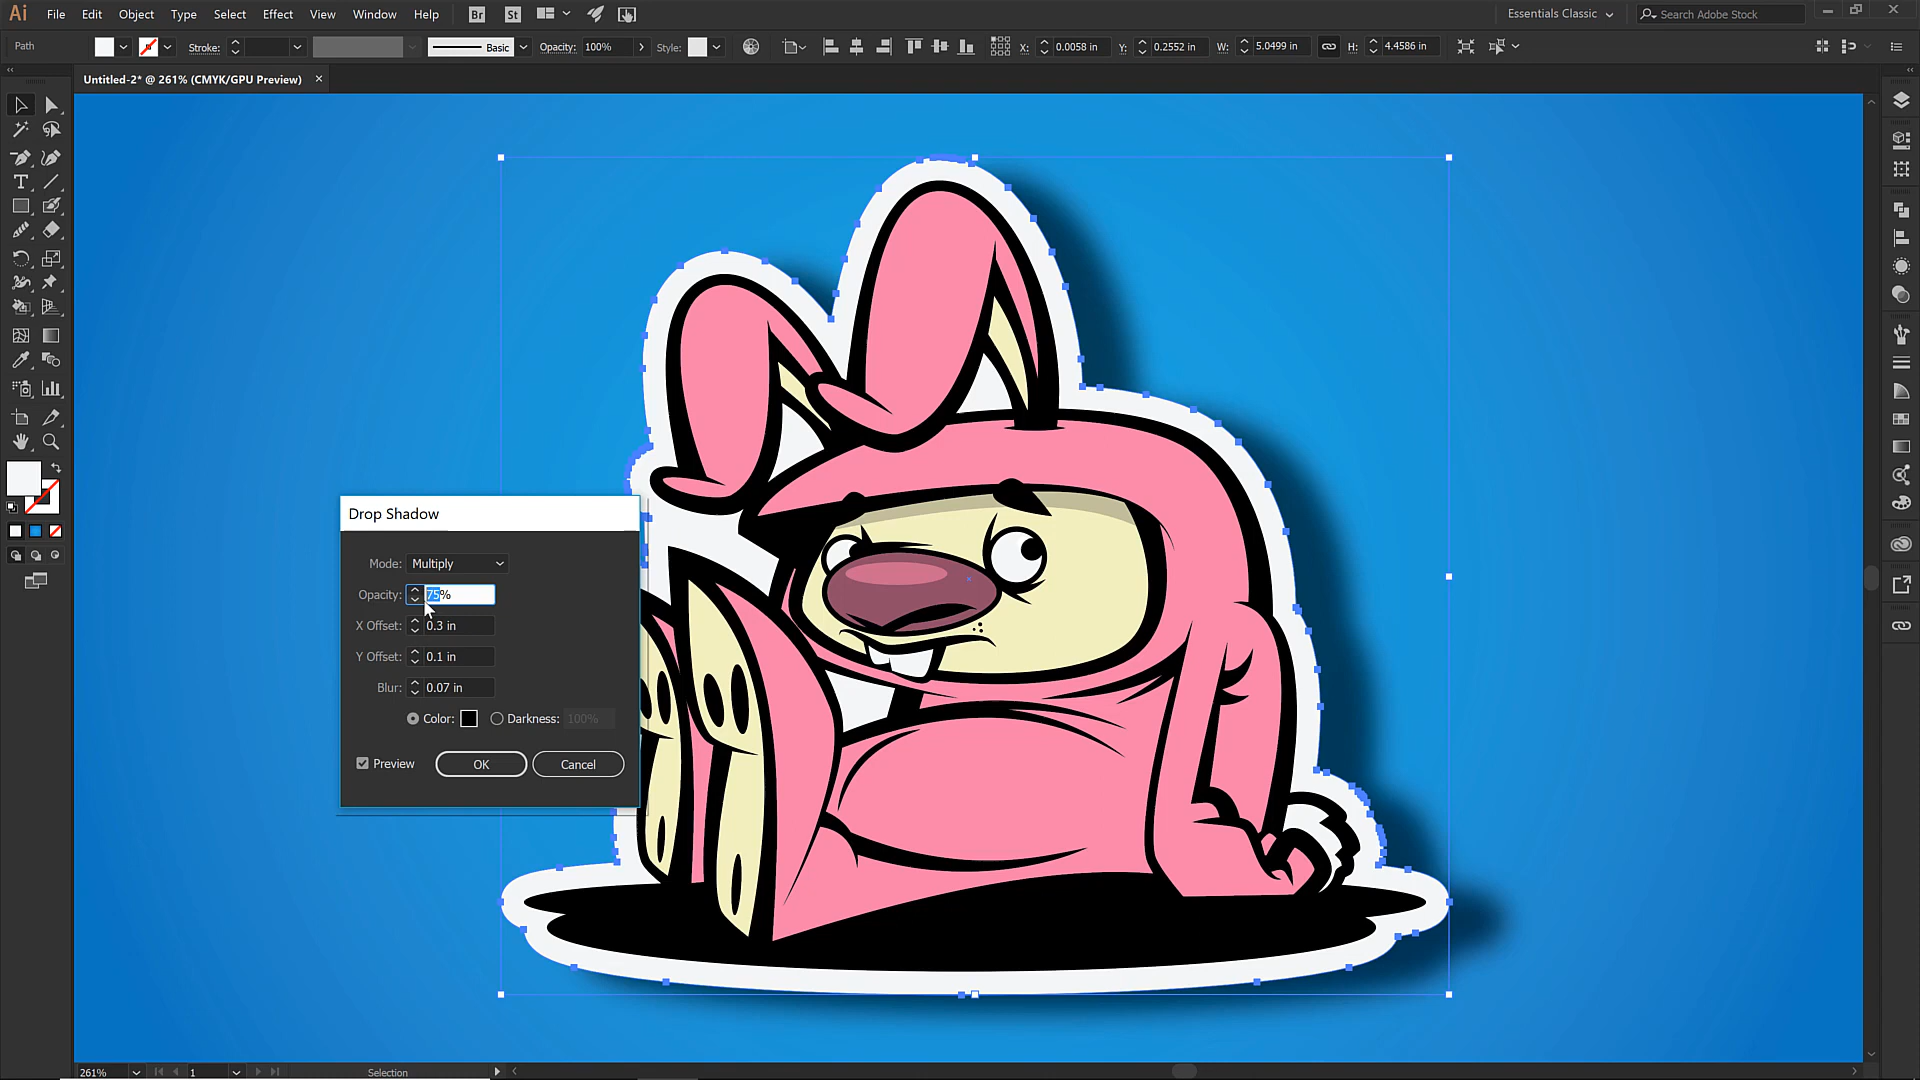 Ai File Edit Object Type Select Effect View Window Help Br St Essentials Classic Search Adobe Stock
Path Stroke: Basic Opacity: 100% Style: X: 0.0058 in Y: 0.2552 in W: 5.0499 in H: 4.4586 in
Untitled-2* @ 261% (CMYK/GPU Preview) ×
Drop Shadow
Mode: Multiply
Opacity: 75%
X Offset: 0.3 in
Y Offset: 0.1 in
Blur: 0.07 in
Color: Darkness: 100%
Preview OK Cancel
261% 1 Selection